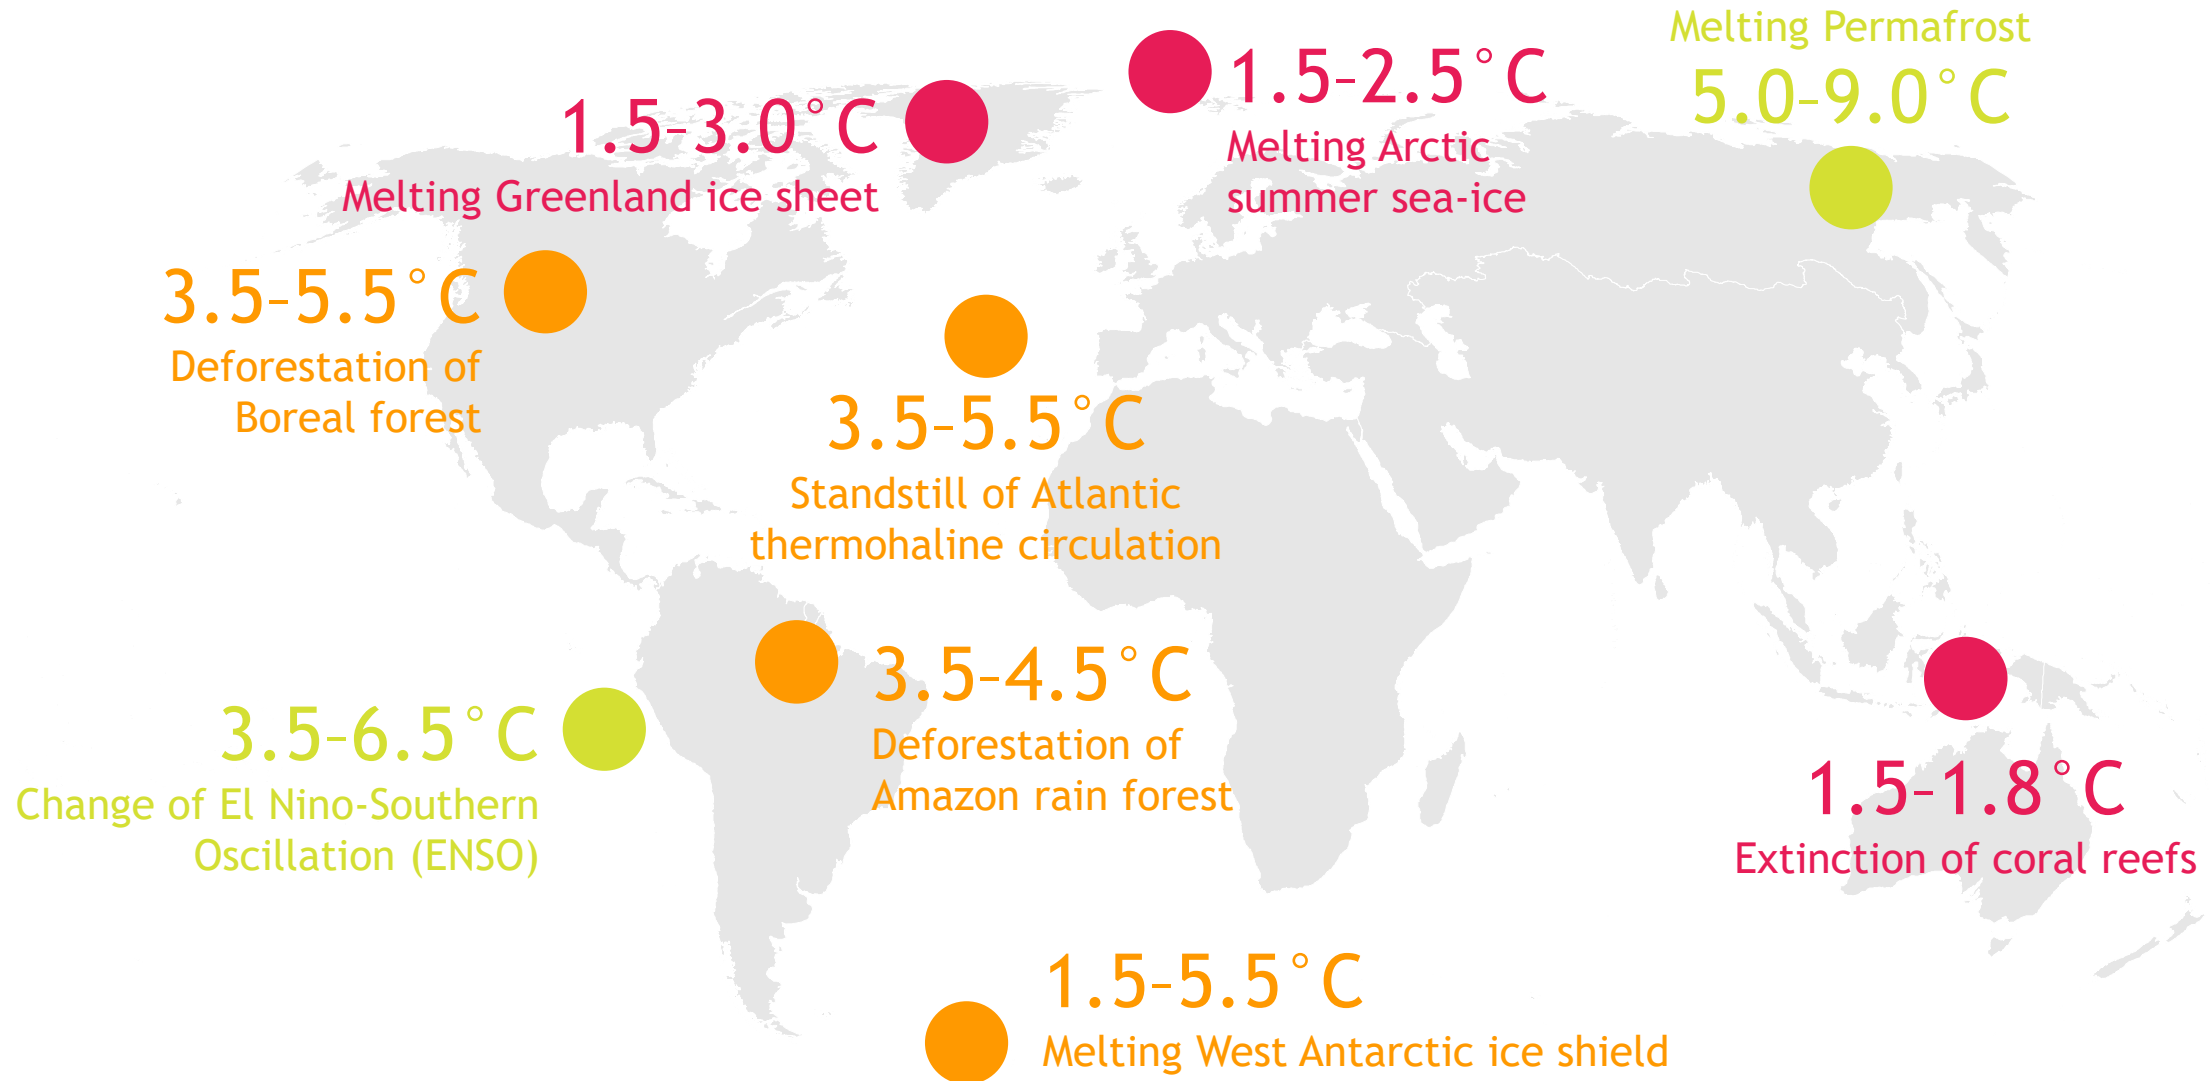 Melting Permafrost
5.0–9.0°C
1.5–2.5°C
Melting Arctic
summer sea-ice
1.5–3.0°C
Melting Greenland ice sheet
3.5–5.5°C
Deforestation of
Boreal forest
3.5–5.5°C
Standstill of Atlantic
thermohaline circulation
3.5–4.5°C
Deforestation of
Amazon rain forest
3.5–6.5°C
Change of El Nino-Southern
Oscillation (ENSO)
1.5–1.8°C
Extinction of coral reefs
1.5–5.5°C
Melting West Antarctic ice shield